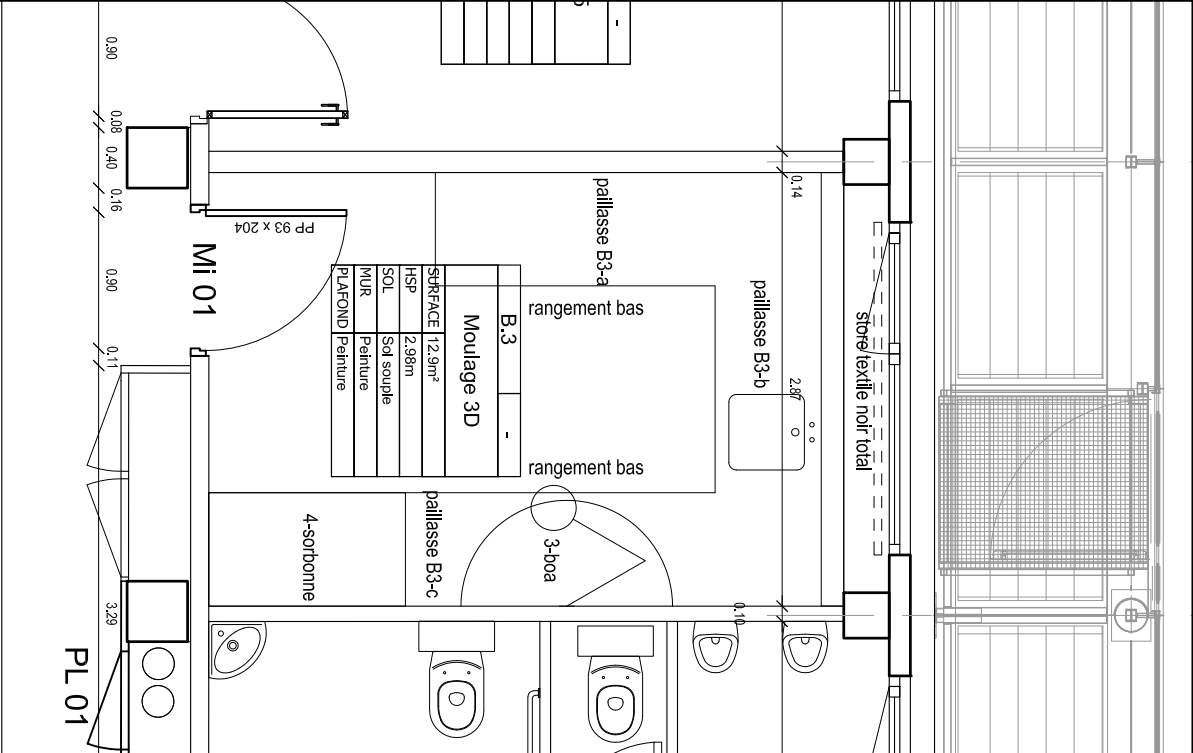 -
0.90
0.08
0.40
0.16
0.90
0.11
3.29
0.14
2.87
0.10
PP 93 x 204
Mi 01
PL 01
paillasse B3-a
paillasse B3-b
paillasse B3-c
rangement bas
rangement bas
store textile noir total
B.3 -
Moulage 3D
SURFACE 12.9m²
HSP 2.98m
SOL Sol souple
MUR Peinture
PLAFOND Peinture
4-sorbonne
3-boa